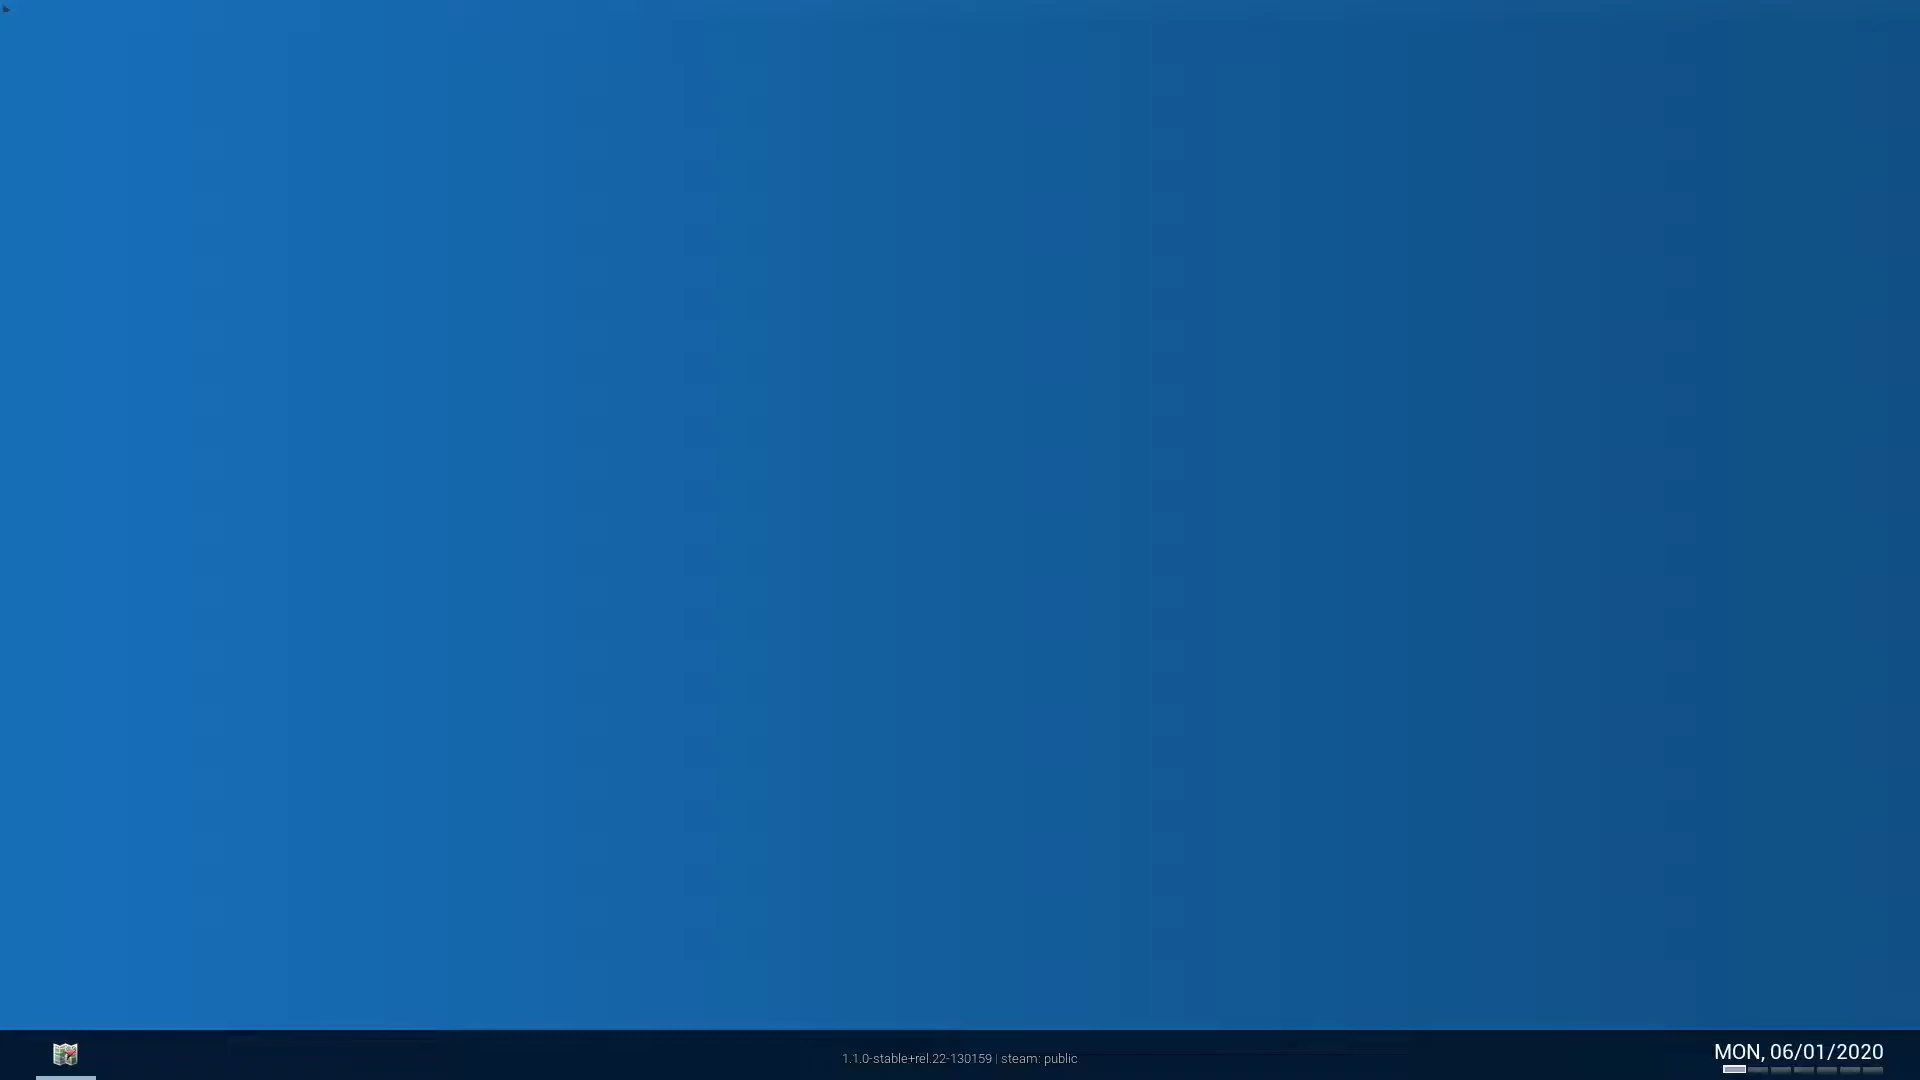 1.1.0-stable+rel.22-130159 | steam: public
MON, 06/01/2020